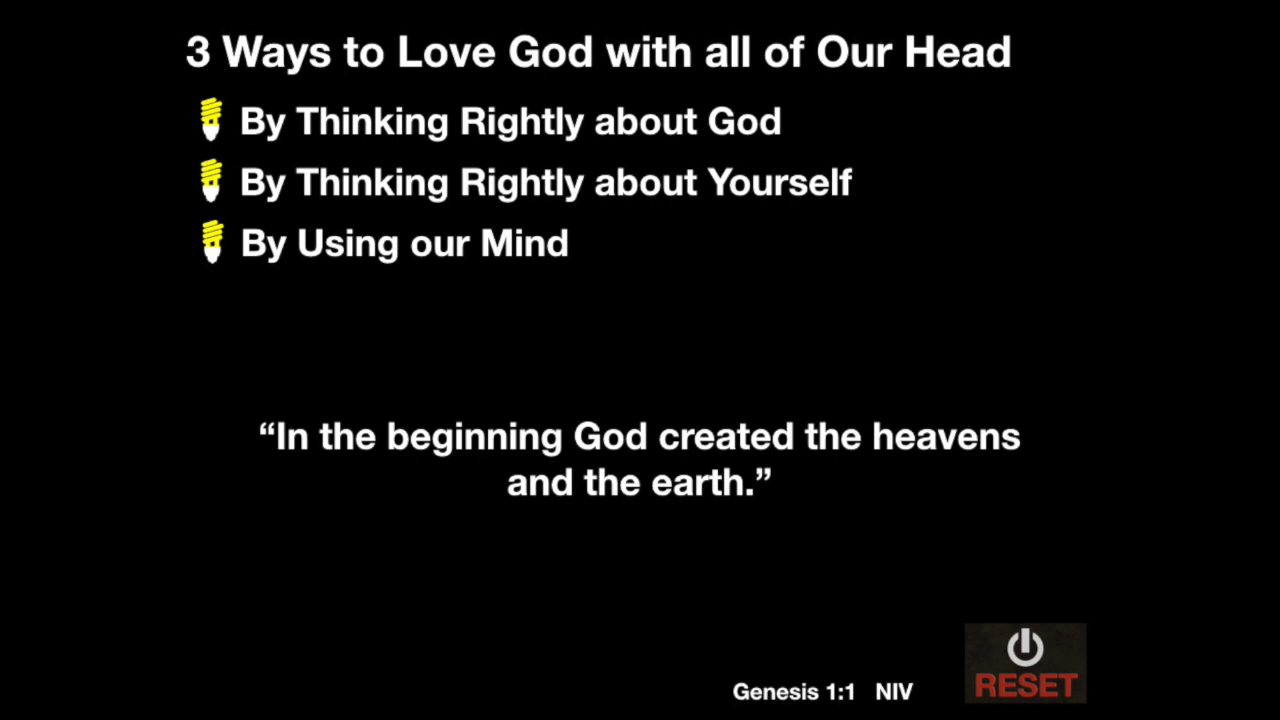 3 Ways to Love God with all of Our Head
By Thinking Rightly about God
By Thinking Rightly about Yourself
By Using our Mind
“In the beginning God created the heavens
and the earth.”
Genesis 1:1 NIV
RESET